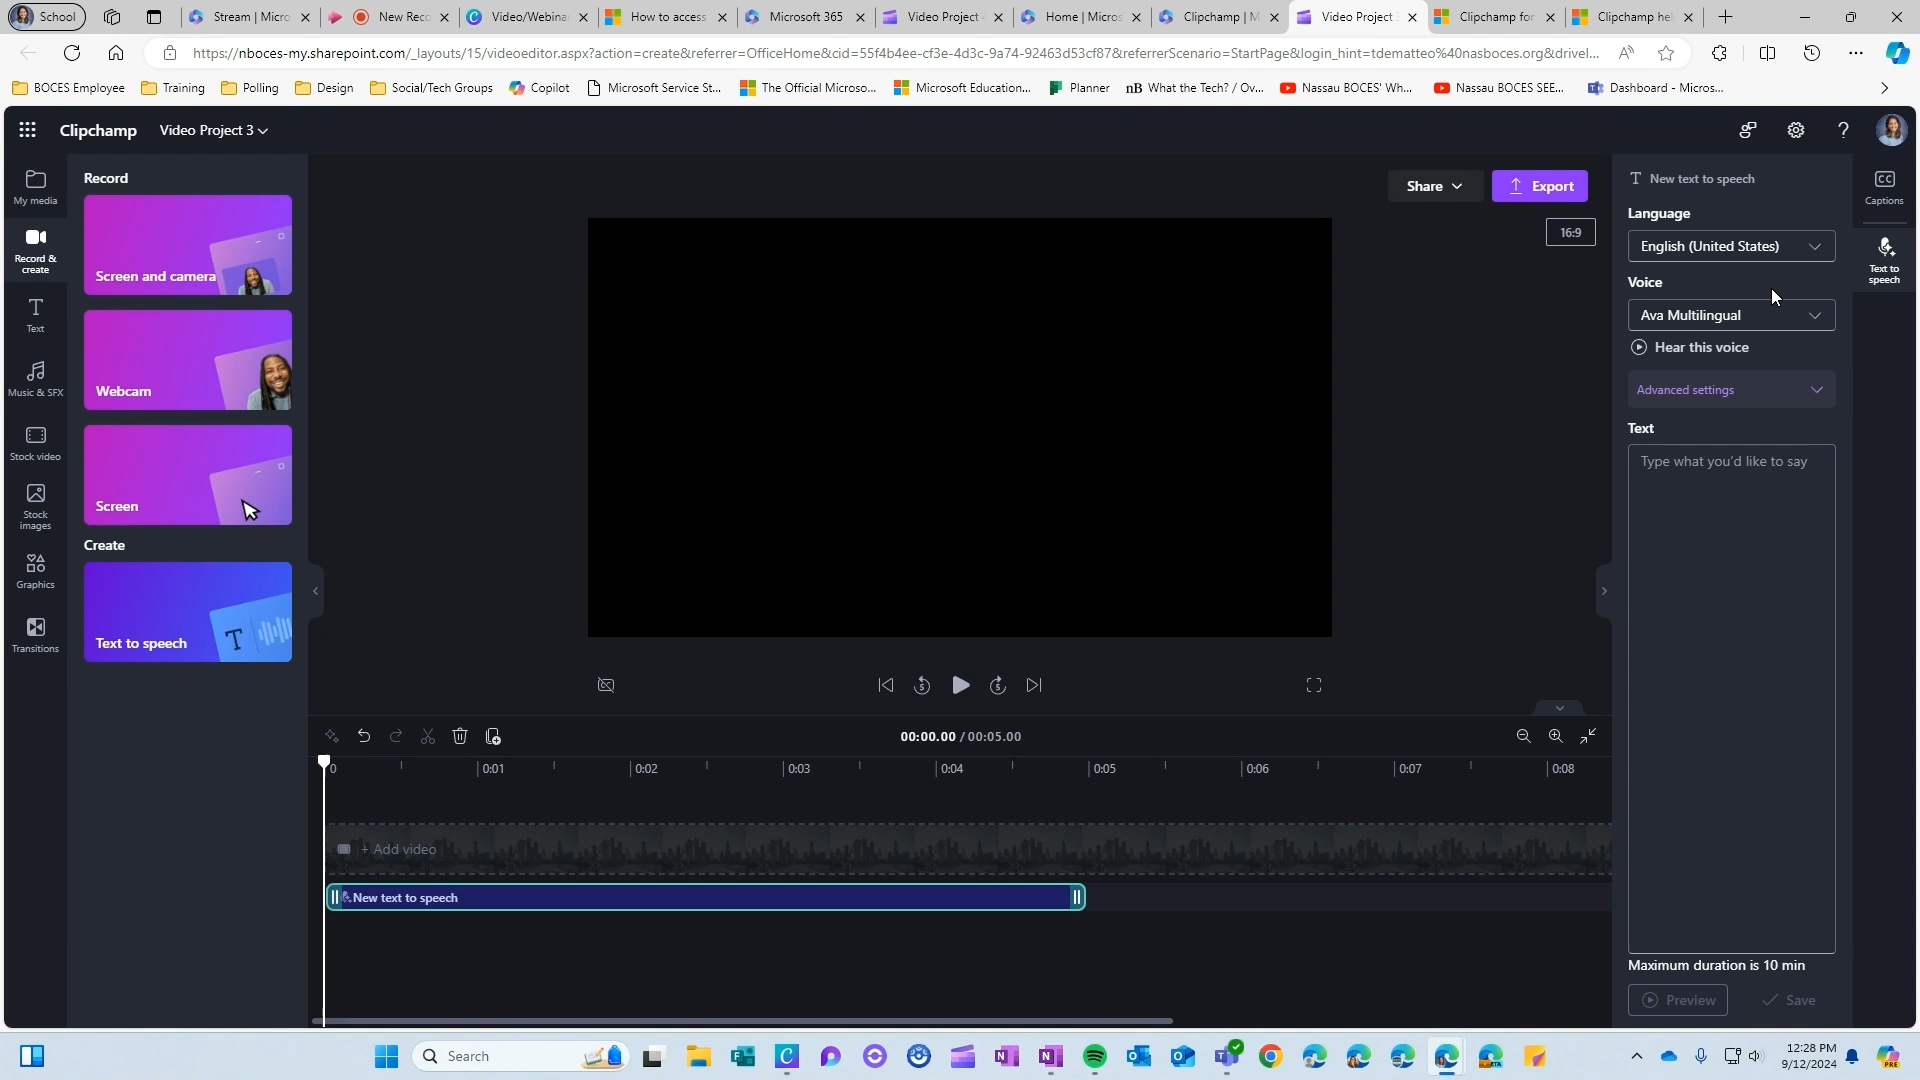 School
Stream | Micro
New Rec
Video/Webina
How to access
Microsoft 365
Video Project
Home | Micros
Clipchamp | M
Video Project
Clipchamp for
Clipchamp hel
https://nboces-my.sharepoint.com/_layouts/15/videoeditor.aspx?action=create&referrer=OfficeHome&cid=55f4b4ee-cf3e-4d3c-9a74-92463d53cf87&referrerScenario=StartPage&login_hint=tdematteo%40nasboces.org&drivel...
BOCES Employee
Training
Polling
Design
Social/Tech Groups
Copilot
Microsoft Service St...
The Official Microso...
Microsoft Education...
Planner
nB What the Tech? / Ov...
Nassau BOCES' Wh...
Nassau BOCES SEE...
Dashboard - Micros...
Clipchamp
Video Project 3
My media
Record & create
Text
Music & SFX
Stock video
Stock images
Graphics
Transitions
Record
Screen and camera
Webcam
Screen
Create
Text to speech
Share
Export
16:9
New text to speech
Language
English (United States)
Voice
Ava Multilingual
Hear this voice
Advanced settings
Text
Type what you'd like to say
Maximum duration is 10 min
Preview
Save
CC
Captions
Text to speech
5
5
00:00.00 / 00:05.00
0
0:01
0:02
0:03
0:04
0:05
0:06
0:07
0:08
+ Add video
New text to speech
Search
12:28 PM
9/12/2024
PRE